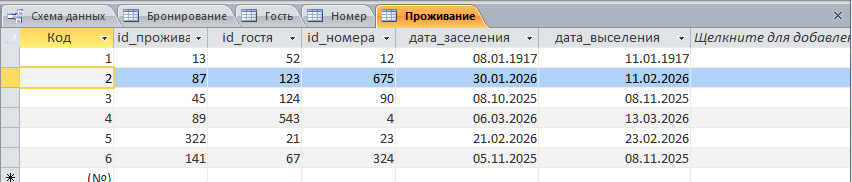 Схема данных Бронирование Гость Номер Проживание
Код id_прожива id_гостя id_номера дата_заселения дата_выселения Щелкните для добавлен
1 13 52 12 08.01.1917 11.01.1917
2 87 123 675 30.01.2026 11.02.2026
3 45 124 90 08.10.2025 08.11.2025
4 89 543 4 06.03.2026 13.03.2026
5 322 21 23 21.02.2026 23.02.2026
6 141 67 324 05.11.2025 08.11.2025
(№)